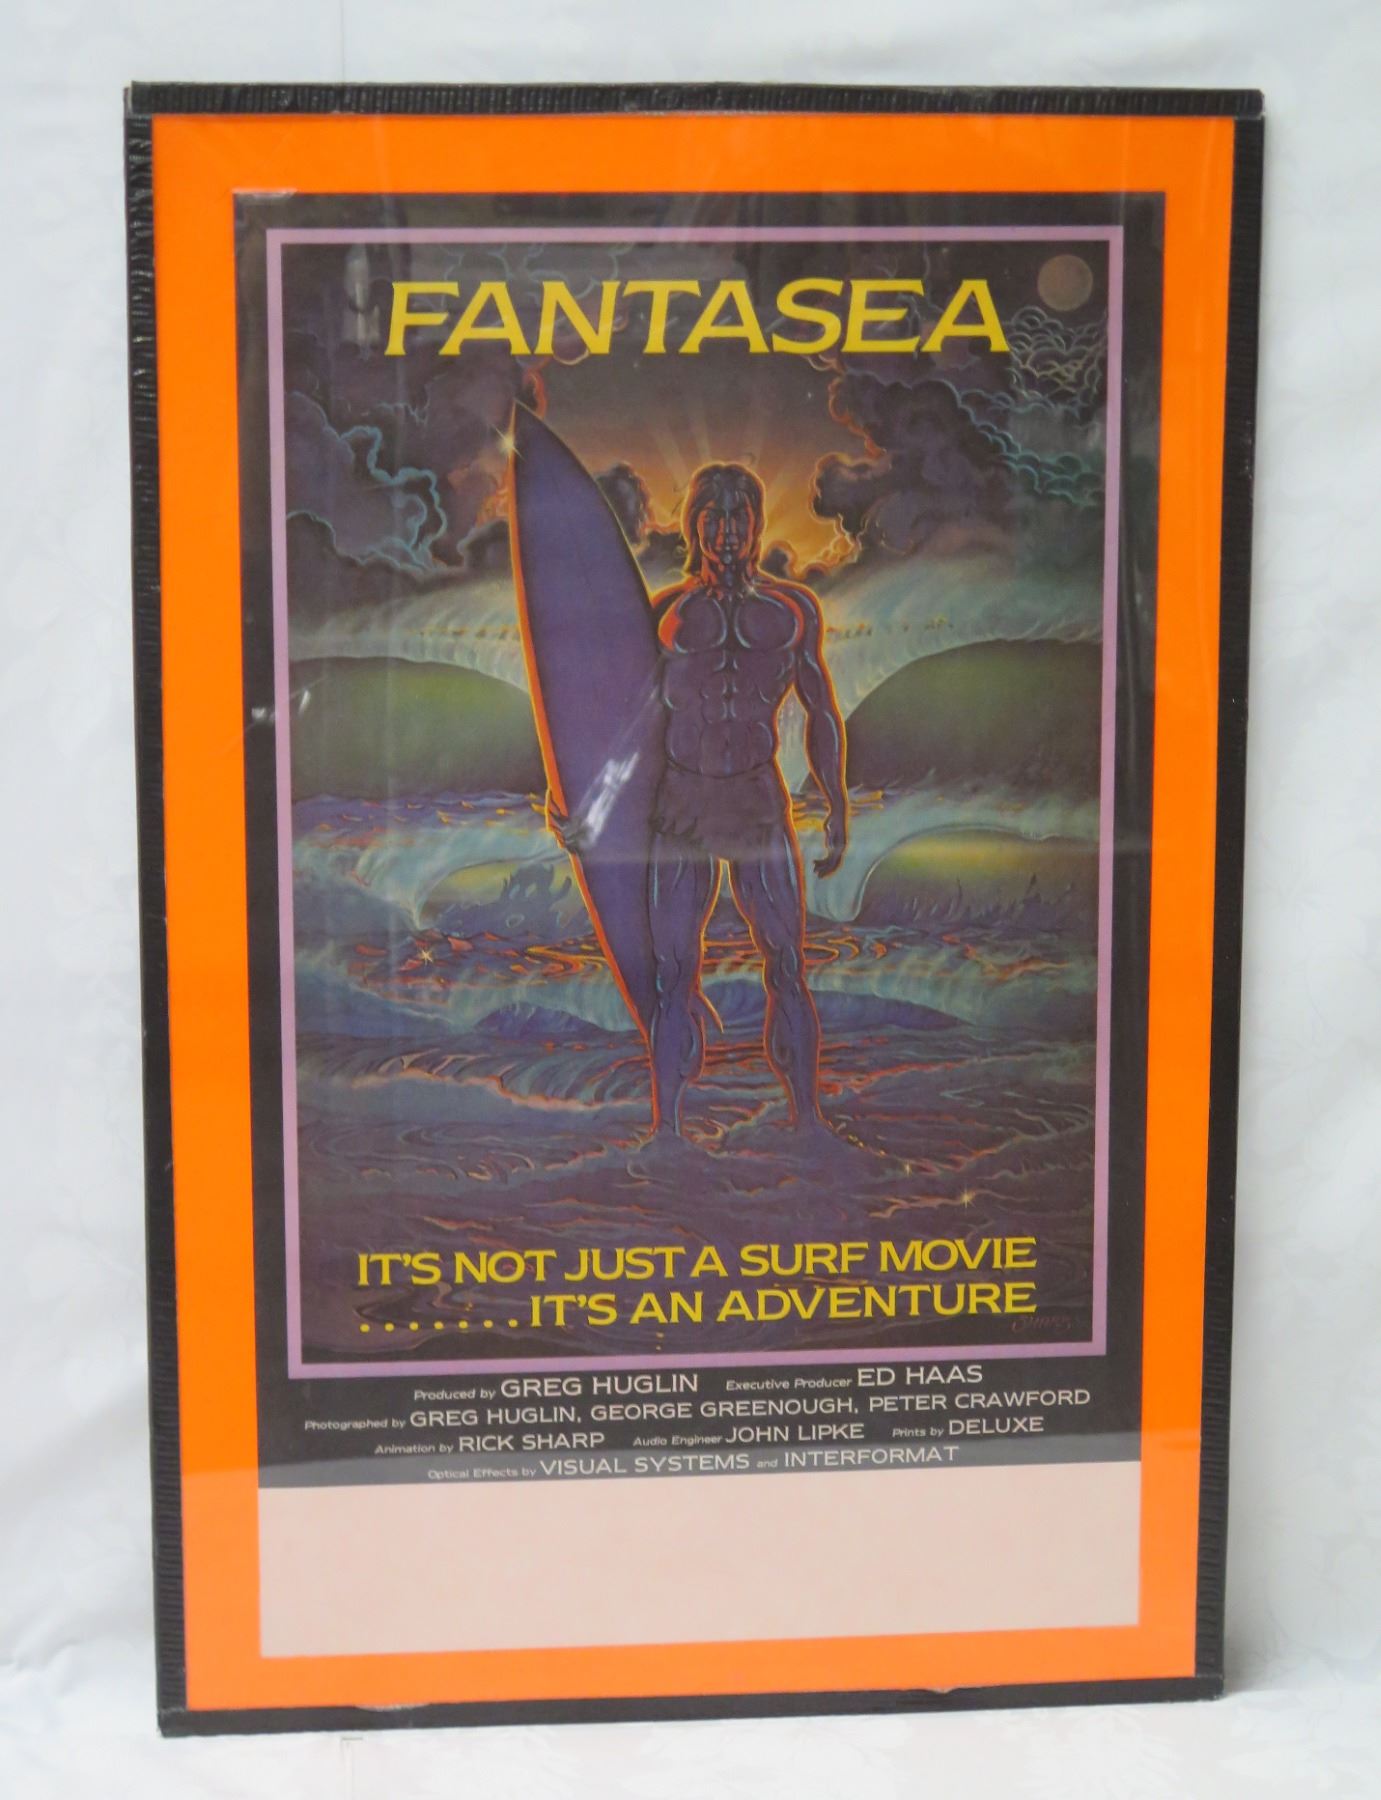 FANTASEA
IT'S NOT JUST A SURF MOVIE
.......IT'S AN ADVENTURE
SHARP
Produced by GREG HUGLIN Executive Producer ED HAAS
Photographed by GREG HUGLIN, GEORGE GREENOUGH, PETER CRAWFORD
Animation by RICK SHARP Audio Engineer JOHN LIPKE Prints by DELUXE
Optical Effects by VISUAL SYSTEMS and INTERFORMAT